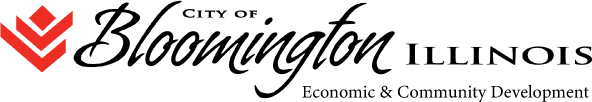 CITY OF
Bloomington ILLINOIS
Economic & Community Development